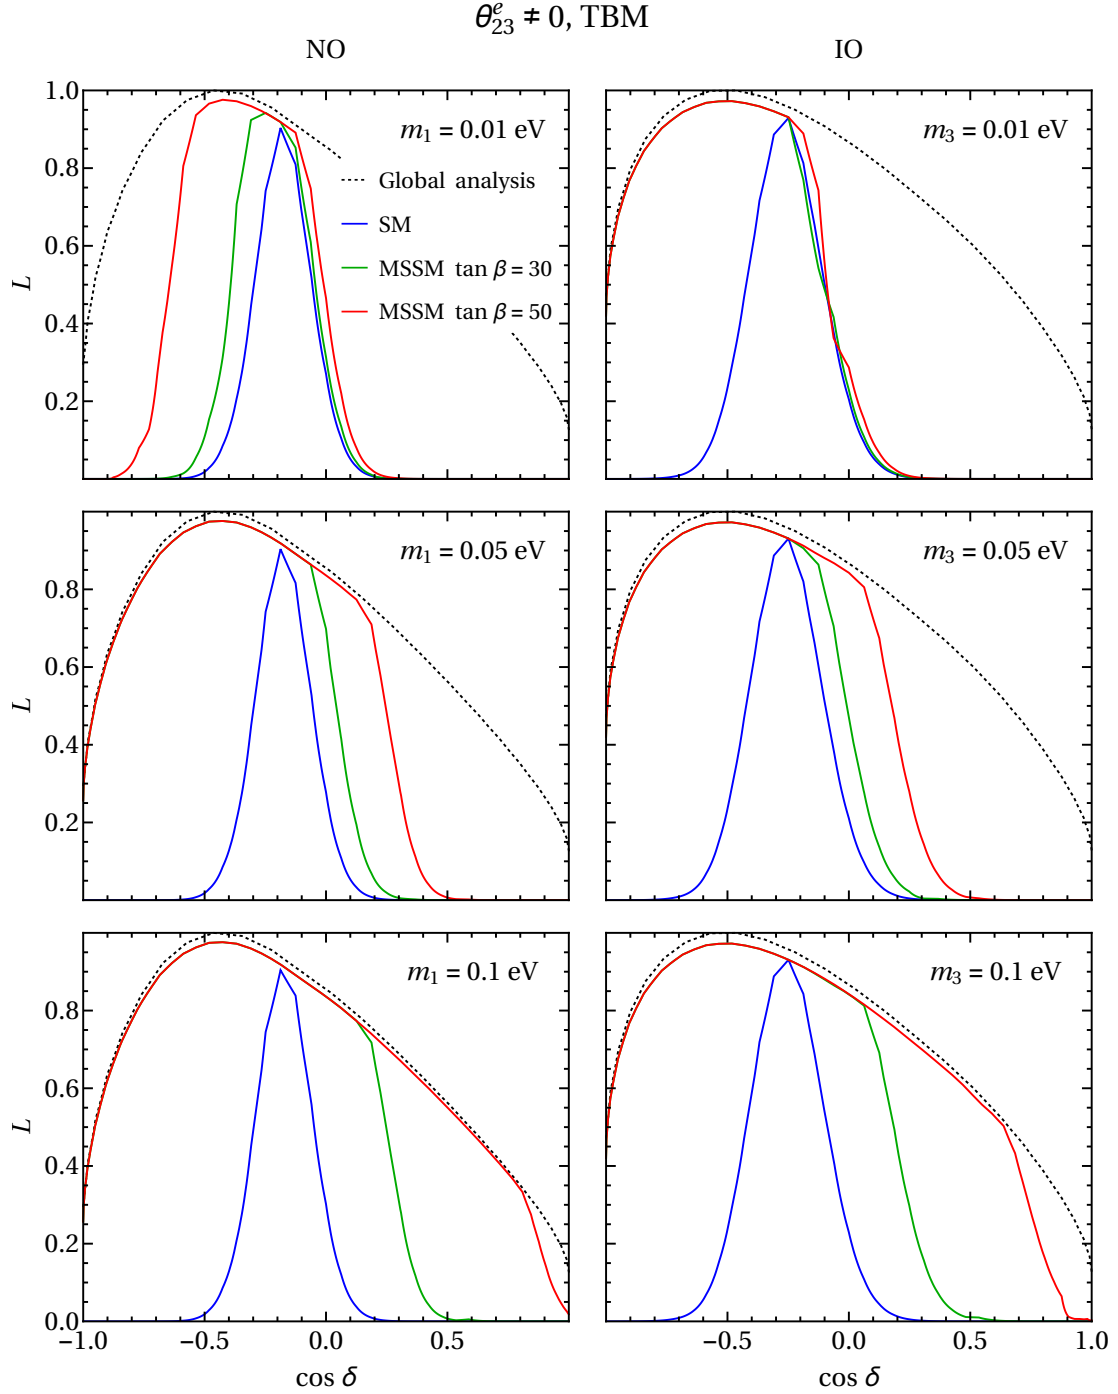 θᵉ₂₃ ≠ 0, TBM
NO
IO
1.0
0.8
0.6
0.4
0.2
L
m₁ = 0.01 eV
Global analysis
SM
MSSM tan β = 30
MSSM tan β = 50
m₃ = 0.01 eV
0.8
0.6
0.4
0.2
L
m₁ = 0.05 eV
m₃ = 0.05 eV
0.8
0.6
0.4
0.2
0.0
L
m₁ = 0.1 eV
m₃ = 0.1 eV
−1.0 −0.5 0.0 0.5
−0.5 0.0 0.5 1.0
cos δ
cos δ